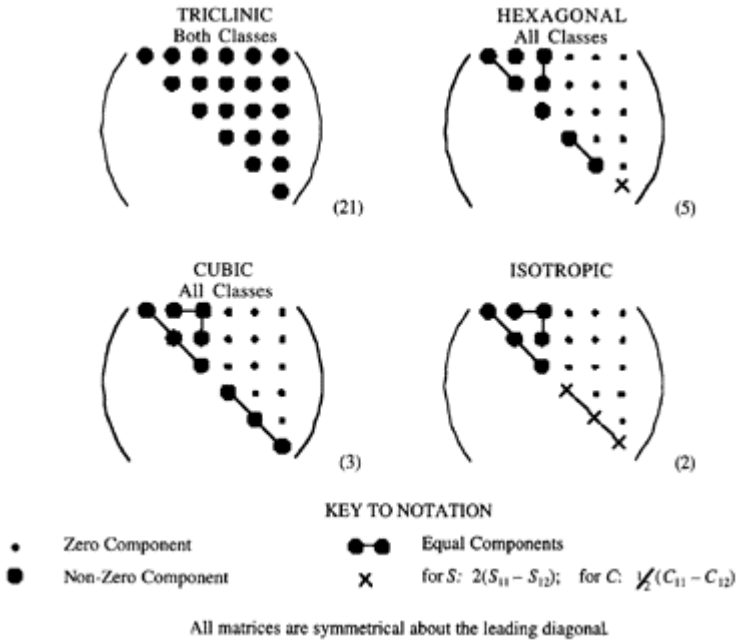 TRICLINIC
Both Classes
HEXAGONAL
All Classes
(21)
(5)
CUBIC
All Classes
ISOTROPIC
(3)
(2)
KEY TO NOTATION
Zero Component
Equal Components
Non-Zero Component
for S: 2(S₁₁ – S₁₂); for C: ½(C₁₁ – C₁₂)
All matrices are symmetrical about the leading diagonal.